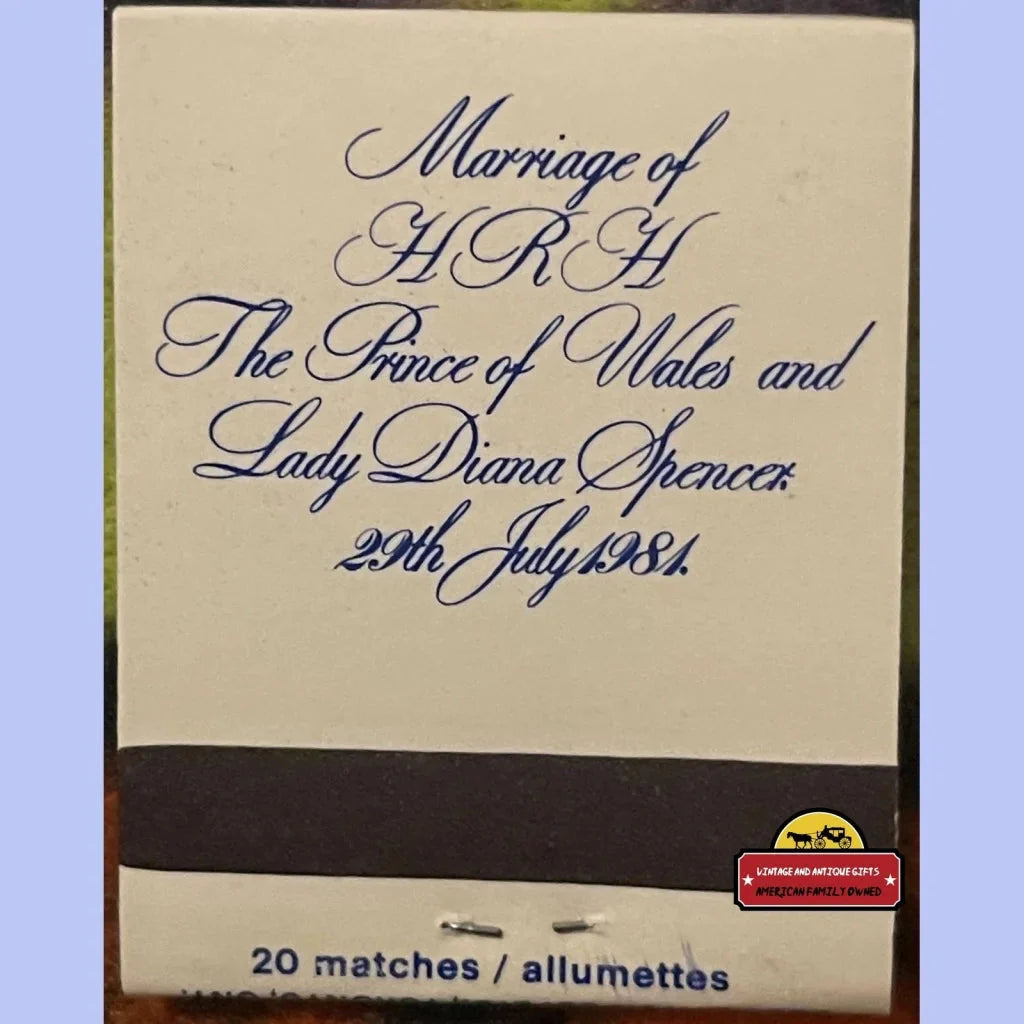 Marriage of
HRH
The Prince of Wales and
Lady Diana Spencer.
29th July 1981.
VINTAGE AND ANTIQUE GIFTS
AMERICAN FAMILY OWNED
20 matches / allumettes